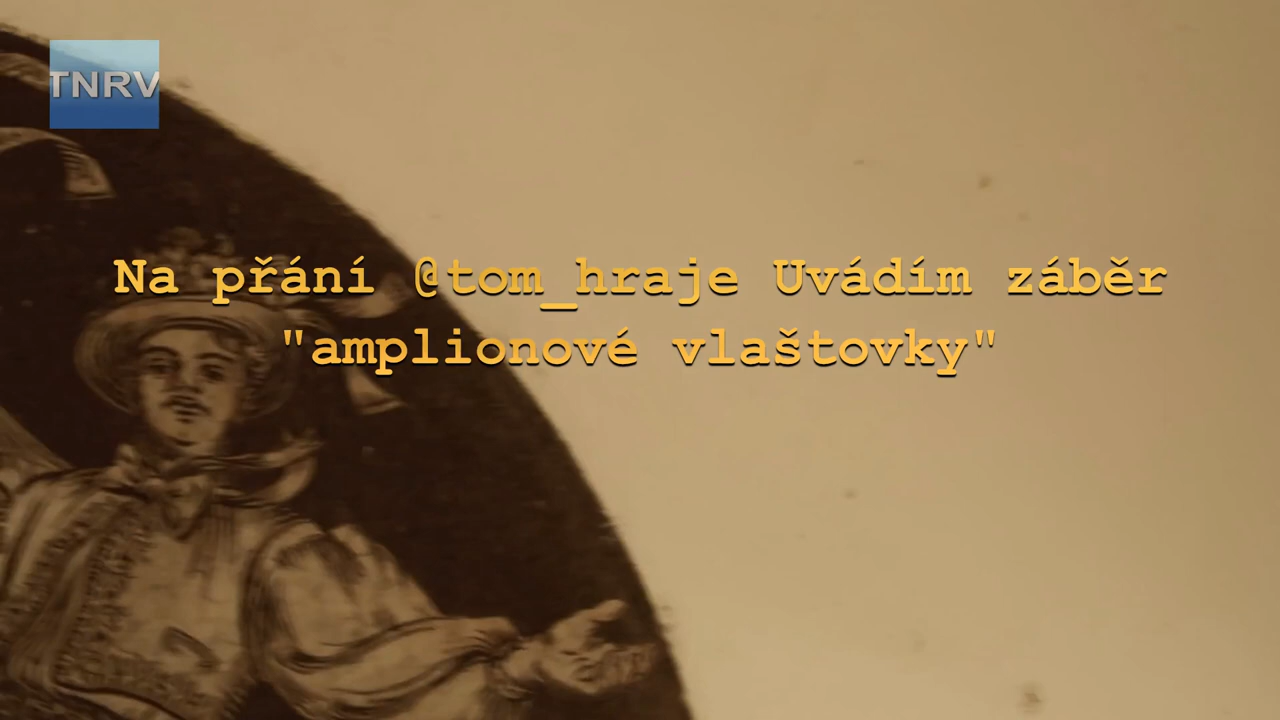 TNRV
Na přání @tom_hraje Uvádím záběr
"amplionové vlaštovky"